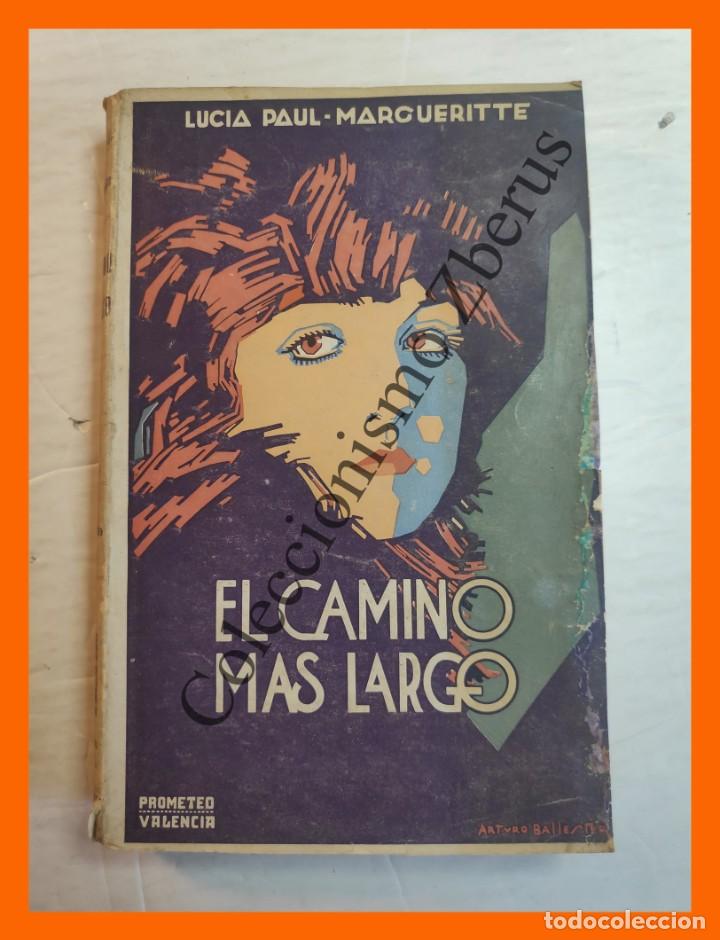 LUCIA PAUL-MARGUERITTE
Coleccionismo Zberus
EL CAMINO
MAS LARGO
PROMETEO
VALENCIA
ARTURO BAllester
todocoleccion